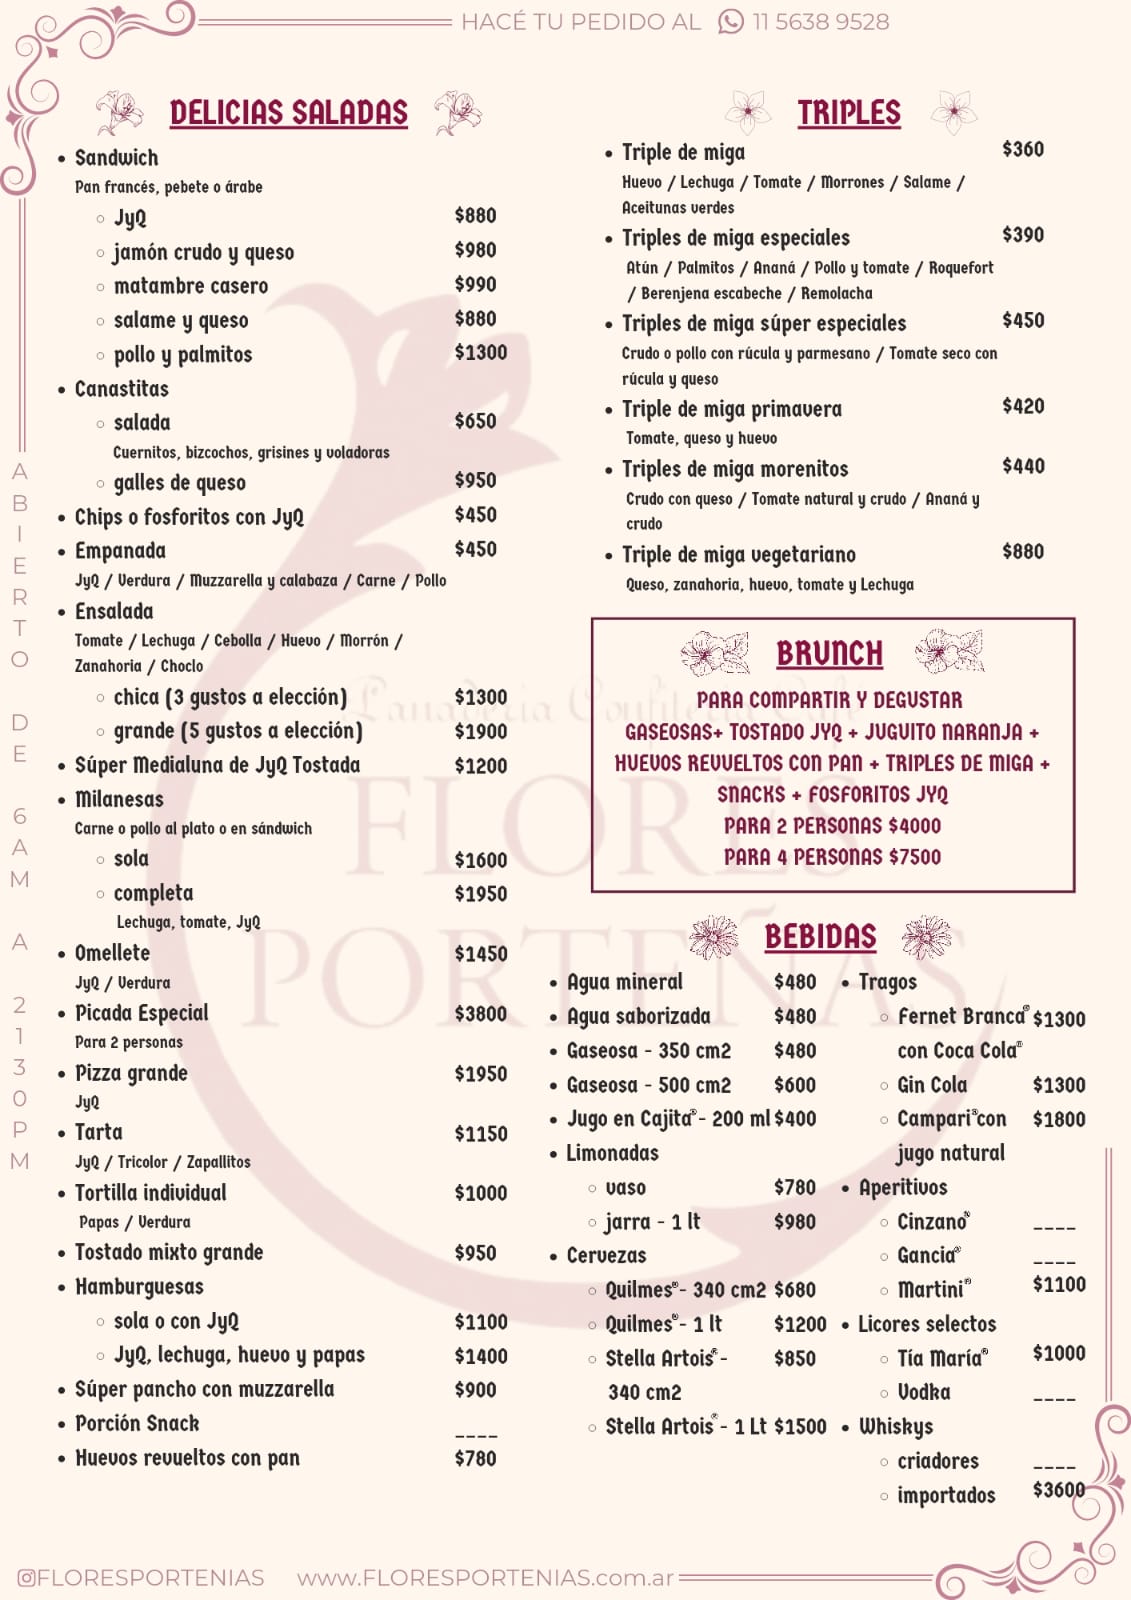 HACÉ TU PEDIDO AL 11 5638 9528
DELICIAS SALADAS
• Sandwich
Pan francés, pebete o árabe
○ JyQ $880
○ jamón crudo y queso $980
○ matambre casero $990
○ salame y queso $880
○ pollo y palmitos $1300
• Canastitas
○ salada $650
Cuernitos, bizcochos, grisines y voladoras
○ galles de queso $950
• Chips o fosforitos con JyQ $450
• Empanada $450
JyQ / Verdura / Muzzarella y calabaza / Carne / Pollo
• Ensalada
Tomate / Lechuga / Cebolla / Huevo / Morrón /
Zanahoria / Choclo
○ chica (3 gustos a elección) $1300
○ grande (5 gustos a elección) $1900
• Súper Medialuna de JyQ Tostada $1200
• Milanesas
Carne o pollo al plato o en sándwich
○ sola $1600
○ completa $1950
Lechuga, tomate, JyQ
• Omellete $1450
JyQ / Verdura
• Picada Especial $3800
Para 2 personas
• Pizza grande $1950
JyQ
• Tarta $1150
JyQ / Tricolor / Zapallitos
• Tortilla individual $1000
Papas / Verdura
• Tostado mixto grande $950
• Hamburguesas
○ sola o con JyQ $1100
○ JyQ, lechuga, huevo y papas $1400
• Súper pancho con muzzarella $900
• Porción Snack ____
• Huevos revueltos con pan $780
TRIPLES
• Triple de miga $360
Huevo / Lechuga / Tomate / Morrones / Salame /
Aceitunas verdes
• Triples de miga especiales $390
Atún / Palmitos / Ananá / Pollo y tomate / Roquefort
/ Berenjena escabeche / Remolacha
• Triples de miga súper especiales $450
Crudo o pollo con rúcula y parmesano / Tomate seco con
rúcula y queso
• Triple de miga primavera $420
Tomate, queso y huevo
• Triples de miga morenitos $440
Crudo con queso / Tomate natural y crudo / Ananá y
crudo
• Triple de miga vegetariano $880
Queso, zanahoria, huevo, tomate y Lechuga
BRUNCH
PARA COMPARTIR Y DEGUSTAR
GASEOSAS+ TOSTADO JYQ + JUGUITO NARANJA +
HUEVOS REVUELTOS CON PAN + TRIPLES DE MIGA +
SNACKS + FOSFORITOS JYQ
PARA 2 PERSONAS $4000
PARA 4 PERSONAS $7500
BEBIDAS
• Agua mineral $480
• Agua saborizada $480
• Gaseosa - 350 cm2 $480
• Gaseosa - 500 cm2 $600
• Jugo en Cajita®- 200 ml $400
• Limonadas
○ vaso $780
○ jarra - 1 lt $980
• Cervezas
○ Quilmes®- 340 cm2 $680
○ Quilmes®- 1 lt $1200
○ Stella Artois®- $850
340 cm2
○ Stella Artois®- 1 Lt $1500
• Tragos
○ Fernet Branca® $1300
con Coca Cola®
○ Gin Cola $1300
○ Campari®con $1800
jugo natural
• Aperitivos
○ Cinzano® ____
○ Gancia® ____
○ Martini® $1100
• Licores selectos
○ Tía María® $1000
○ Vodka ____
• Whiskys
○ criadores ____
○ importados $3600
ABIERTO DE 6AM A 2130PM
Panadería Confitería Café
FLORES
PORTEÑAS
@FLORESPORTENIAS www.FLORESPORTENIAS.com.ar